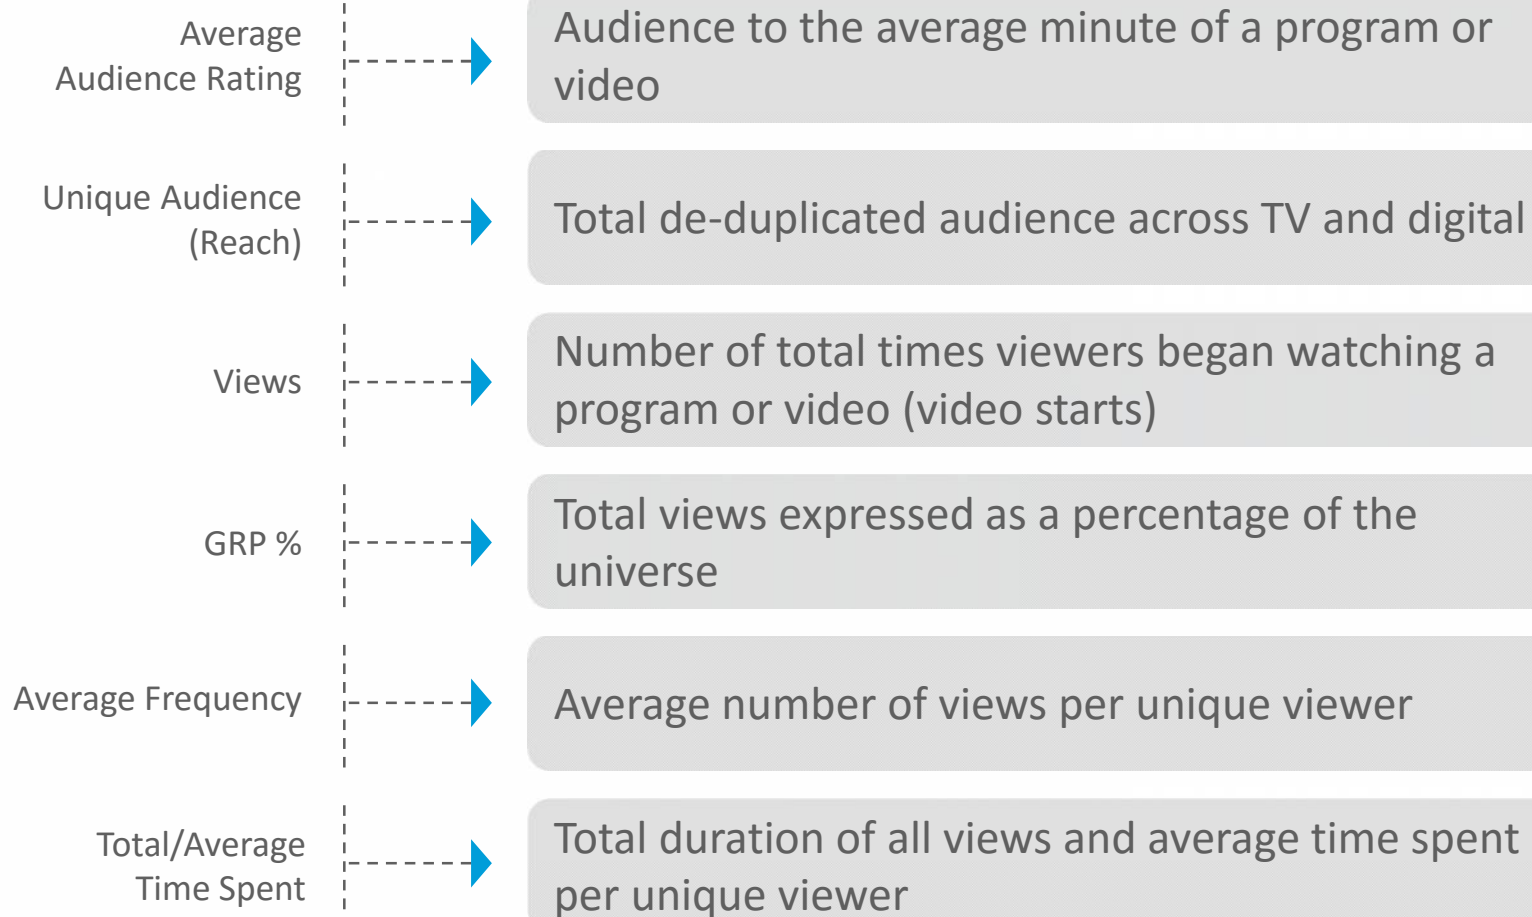 Average
Audience Rating
Audience to the average minute of a program or
video
Unique Audience
(Reach)
Total de-duplicated audience across TV and digital
Views
Number of total times viewers began watching a
program or video (video starts)
GRP %
Total views expressed as a percentage of the
universe
Average Frequency
Average number of views per unique viewer
Total/Average
Time Spent
Total duration of all views and average time spent
per unique viewer